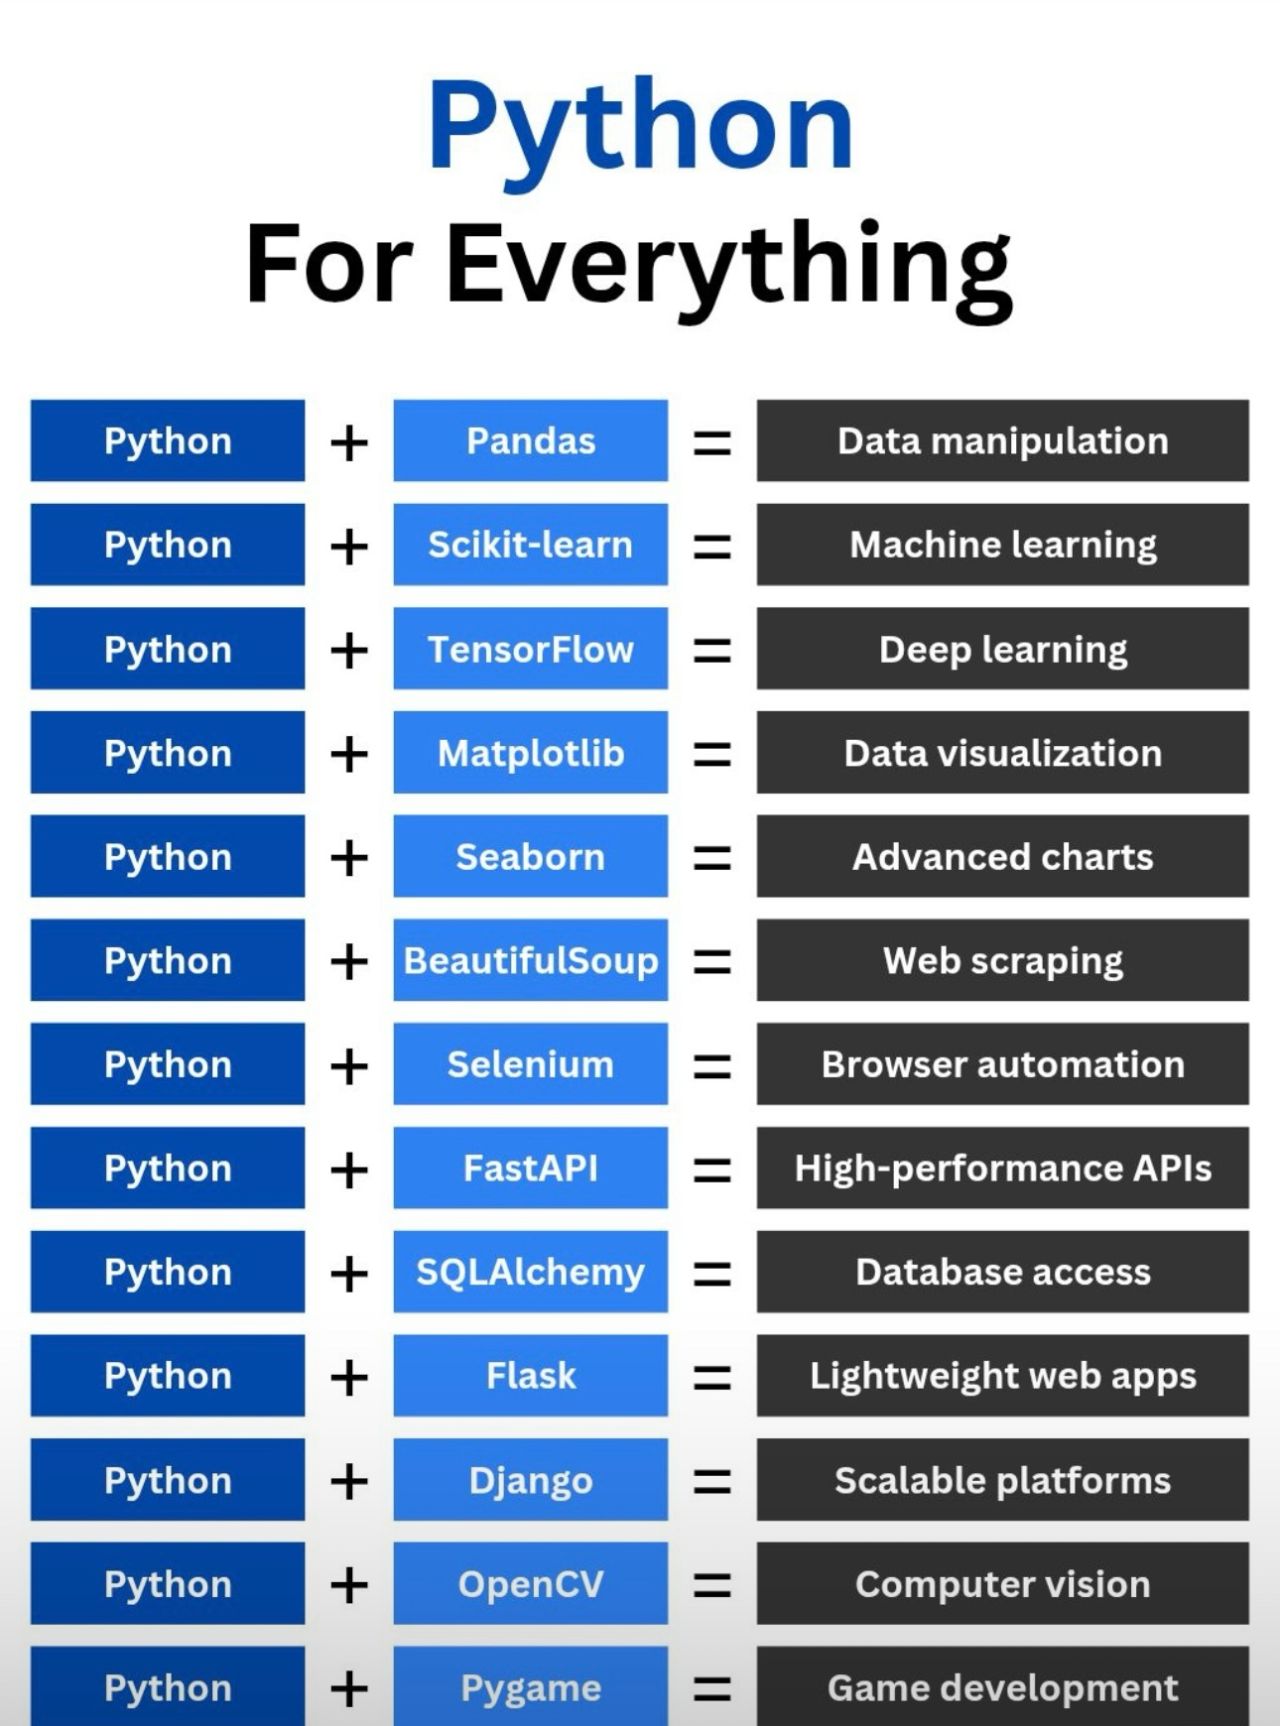 Python
For Everything
Python + Pandas = Data manipulation
Python + Scikit-learn = Machine learning
Python + TensorFlow = Deep learning
Python + Matplotlib = Data visualization
Python + Seaborn = Advanced charts
Python + BeautifulSoup = Web scraping
Python + Selenium = Browser automation
Python + FastAPI = High-performance APIs
Python + SQLAlchemy = Database access
Python + Flask = Lightweight web apps
Python + Django = Scalable platforms
Python + OpenCV = Computer vision
Python + Pygame = Game development